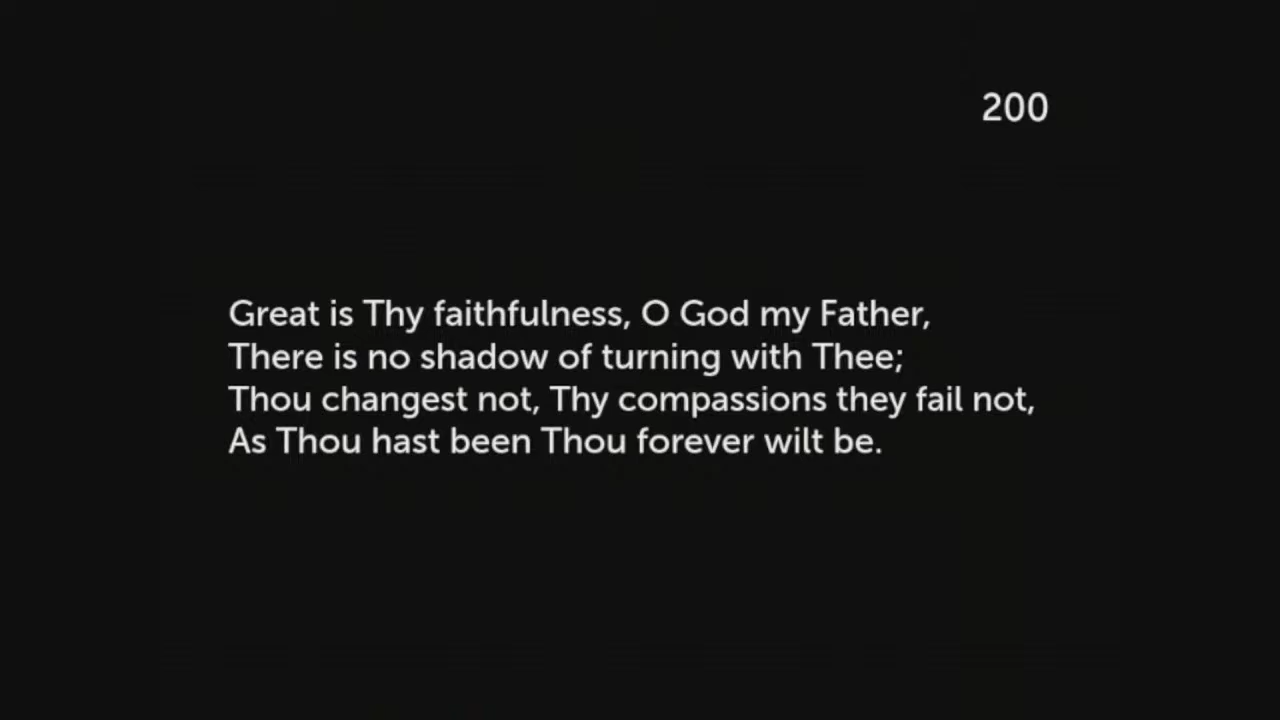 200
Great is Thy faithfulness, O God my Father,
There is no shadow of turning with Thee;
Thou changest not, Thy compassions they fail not,
As Thou hast been Thou forever wilt be.